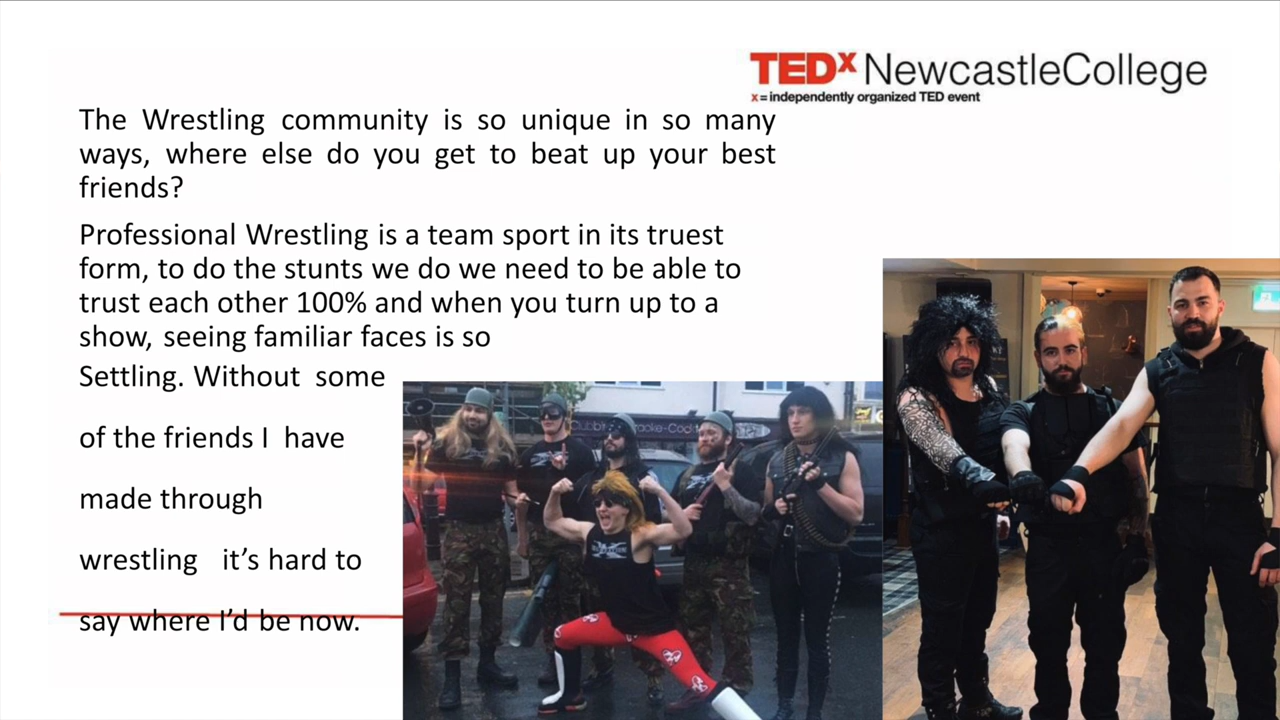 TEDx NewcastleCollege
x = independently organized TED event
The Wrestling community is so unique in so many
ways, where else do you get to beat up your best
friends?
Professional Wrestling is a team sport in its truest
form, to do the stunts we do we need to be able to
trust each other 100% and when you turn up to a
show, seeing familiar faces is so
Settling. Without some
of the friends I have
made through
wrestling it’s hard to
say where I’d be now.